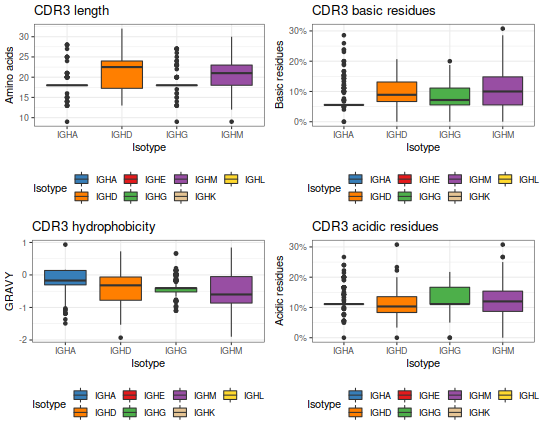 CDR3 length
Amino acids
30
25
20
15
10
IGHA IGHD IGHG IGHM
Isotype
Isotype IGHA IGHE IGHM IGHL
IGHD IGHG IGHK
CDR3 basic residues
Basic residues
30%
20%
10%
0%
IGHA IGHD IGHG IGHM
Isotype
Isotype IGHA IGHE IGHM IGHL
IGHD IGHG IGHK
CDR3 hydrophobicity
GRAVY
1
0
-1
-2
IGHA IGHD IGHG IGHM
Isotype
Isotype IGHA IGHE IGHM IGHL
IGHD IGHG IGHK
CDR3 acidic residues
Acidic residues
30%
20%
10%
0%
IGHA IGHD IGHG IGHM
Isotype
Isotype IGHA IGHE IGHM IGHL
IGHD IGHG IGHK